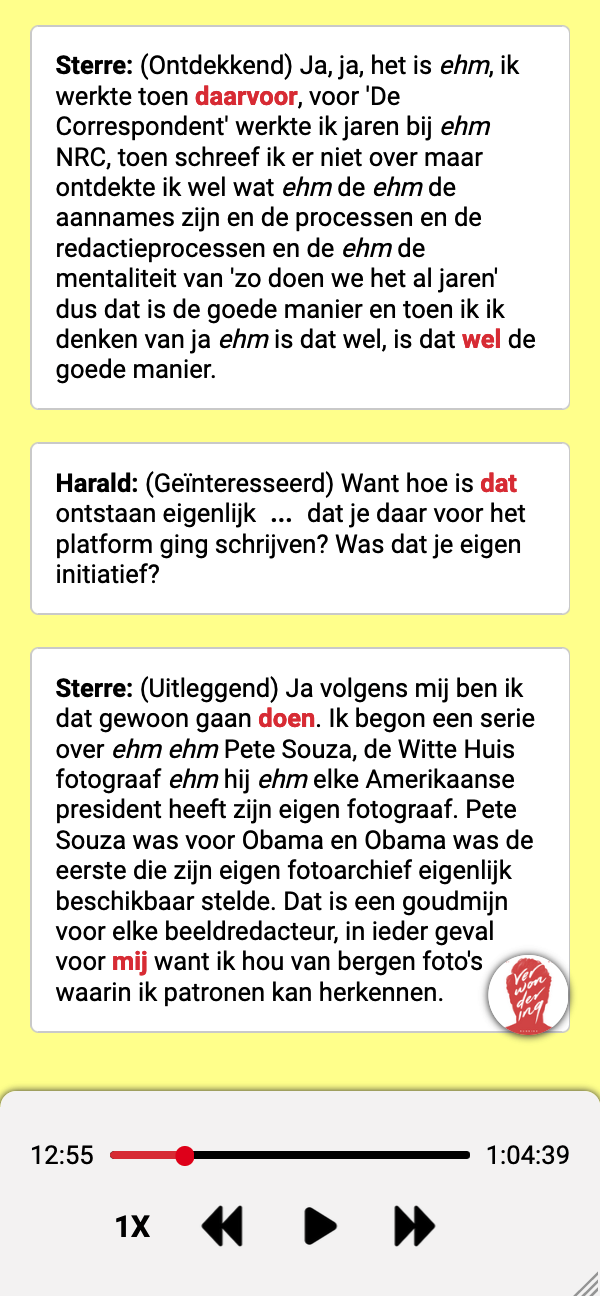 Sterre: (Ontdekkend) Ja, ja, het is ehm, ik
werkte toen daarvoor, voor 'De
Correspondent' werkte ik jaren bij ehm
NRC, toen schreef ik er niet over maar
ontdekte ik wel wat ehm de ehm de
aannames zijn en de processen en de
redactieprocessen en de ehm de
mentaliteit van 'zo doen we het al jaren'
dus dat is de goede manier en toen ik ik
denken van ja ehm is dat wel, is dat wel de
goede manier.
Harald: (Geïnteresseerd) Want hoe is dat
ontstaan eigenlijk ... dat je daar voor het
platform ging schrijven? Was dat je eigen
initiatief?
Sterre: (Uitleggend) Ja volgens mij ben ik
dat gewoon gaan doen. Ik begon een serie
over ehm ehm Pete Souza, de Witte Huis
fotograaf ehm hij ehm elke Amerikaanse
president heeft zijn eigen fotograaf. Pete
Souza was voor Obama en Obama was de
eerste die zijn eigen fotoarchief eigenlijk
beschikbaar stelde. Dat is een goudmijn
voor elke beeldredacteur, in ieder geval
voor mij want ik hou van bergen foto's
waarin ik patronen kan herkennen.
ver
won
der
ing
12:55
1:04:39
1X